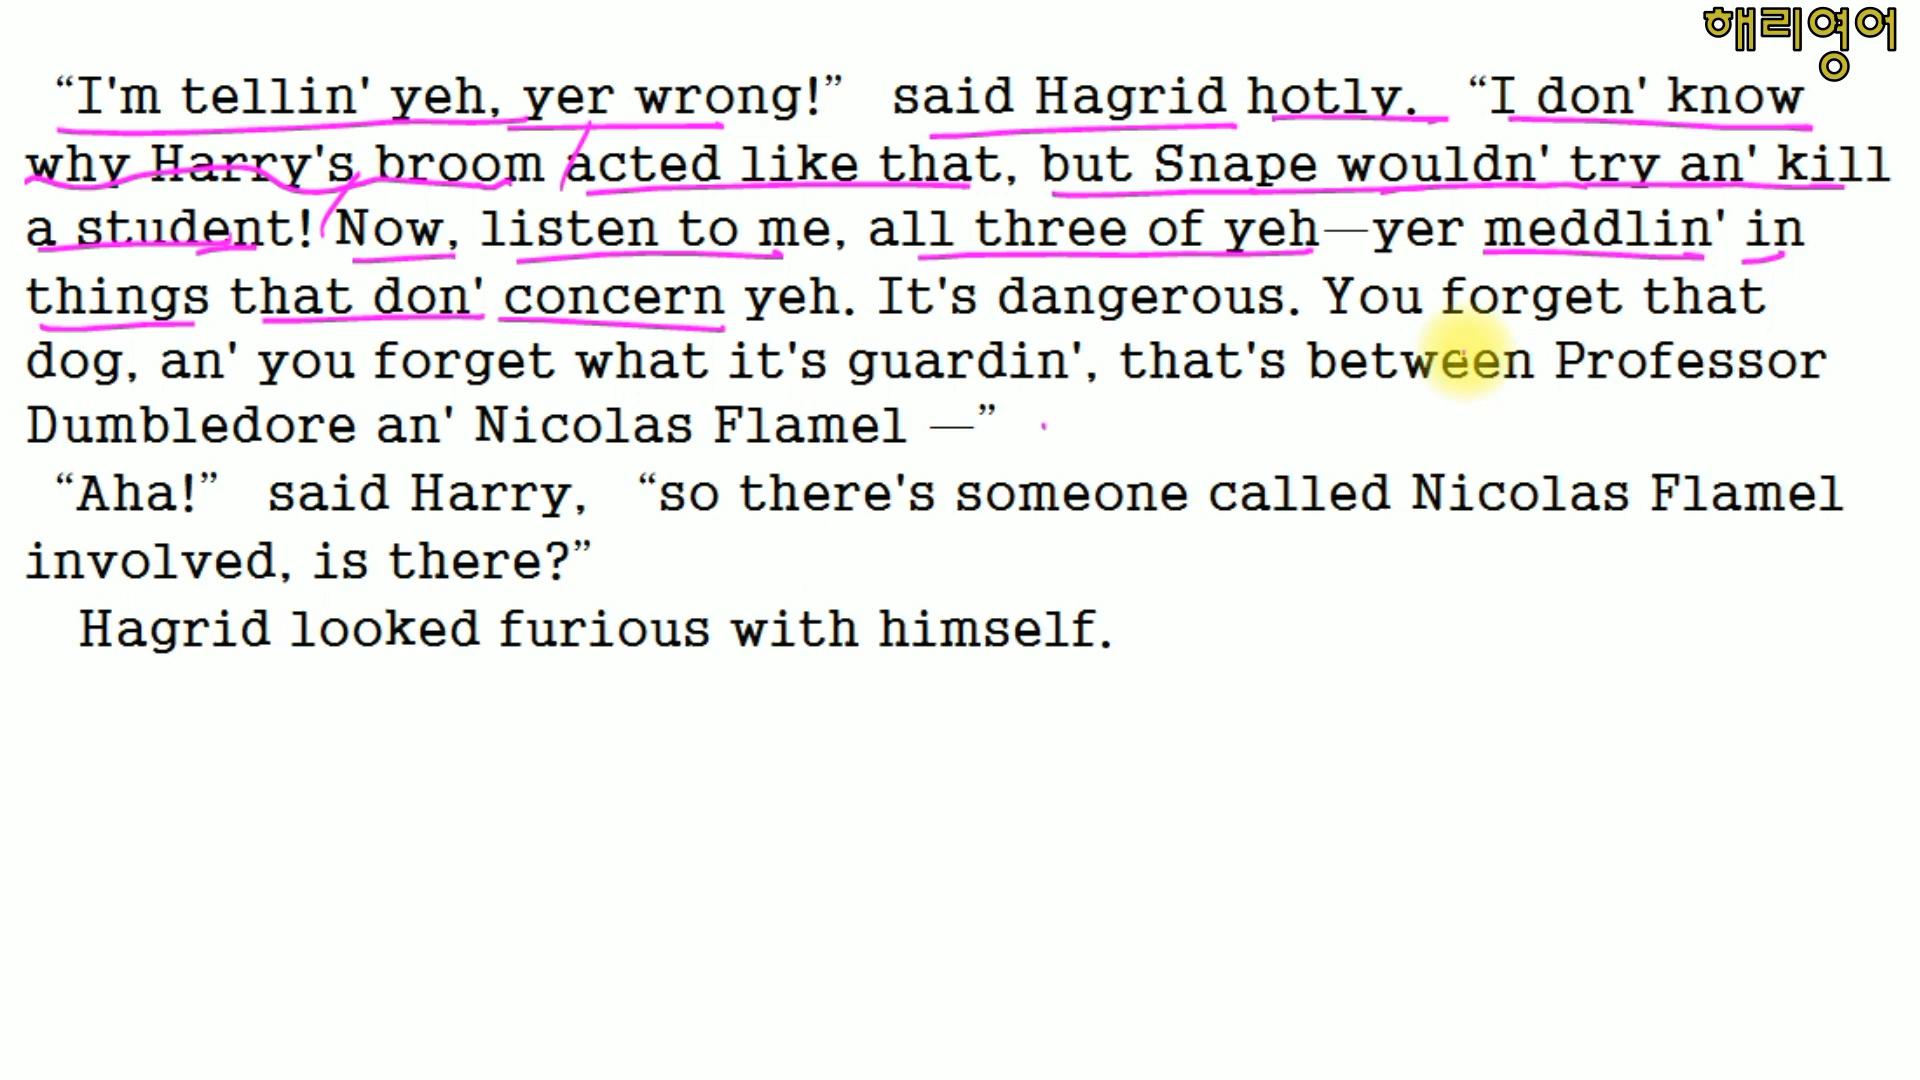 해리영어
“I'm tellin' yeh, yer wrong!” said Hagrid hotly. “I don' know
why Harry's broom acted like that, but Snape wouldn' try an' kill
a student! Now, listen to me, all three of yeh—yer meddlin' in
things that don' concern yeh. It's dangerous. You forget that
dog, an' you forget what it's guardin', that's between Professor
Dumbledore an' Nicolas Flamel —”
“Aha!” said Harry, “so there's someone called Nicolas Flamel
involved, is there?”
Hagrid looked furious with himself.